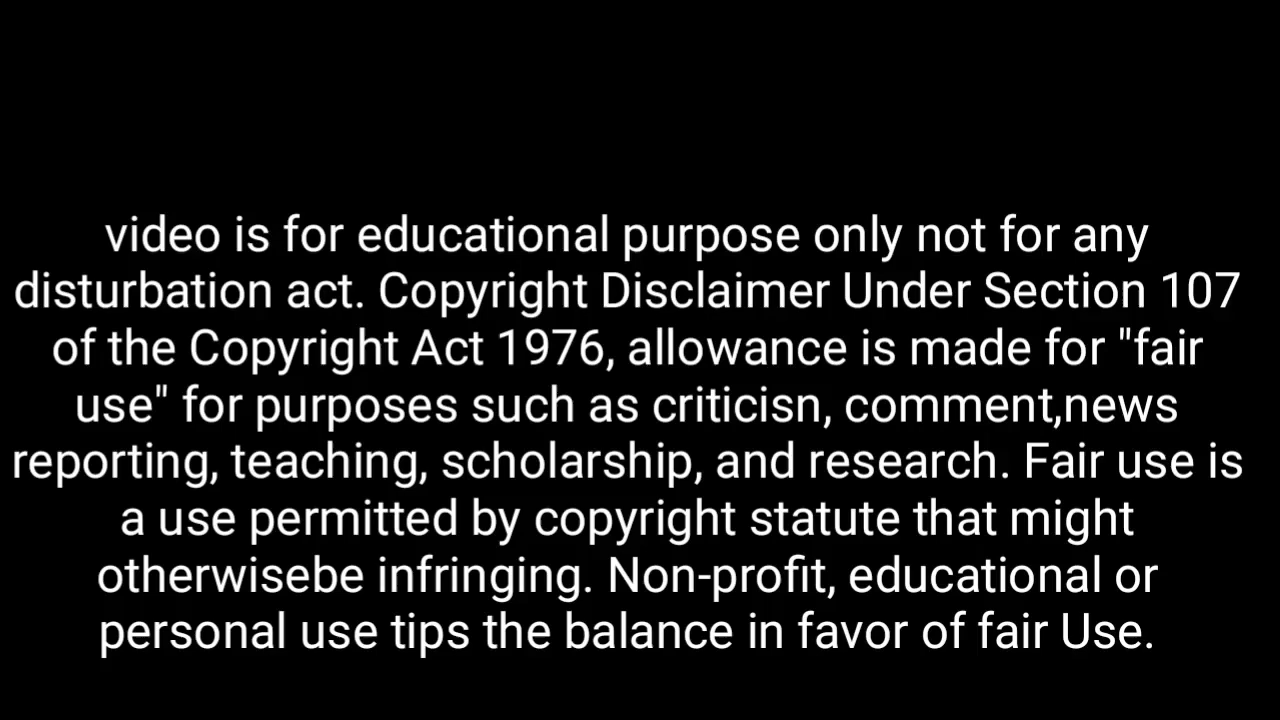 video is for educational purpose only not for any
disturbation act. Copyright Disclaimer Under Section 107
of the Copyright Act 1976, allowance is made for "fair
use" for purposes such as criticisn, comment,news
reporting, teaching, scholarship, and research. Fair use is
a use permitted by copyright statute that might
otherwisebe infringing. Non-profit, educational or
personal use tips the balance in favor of fair Use.